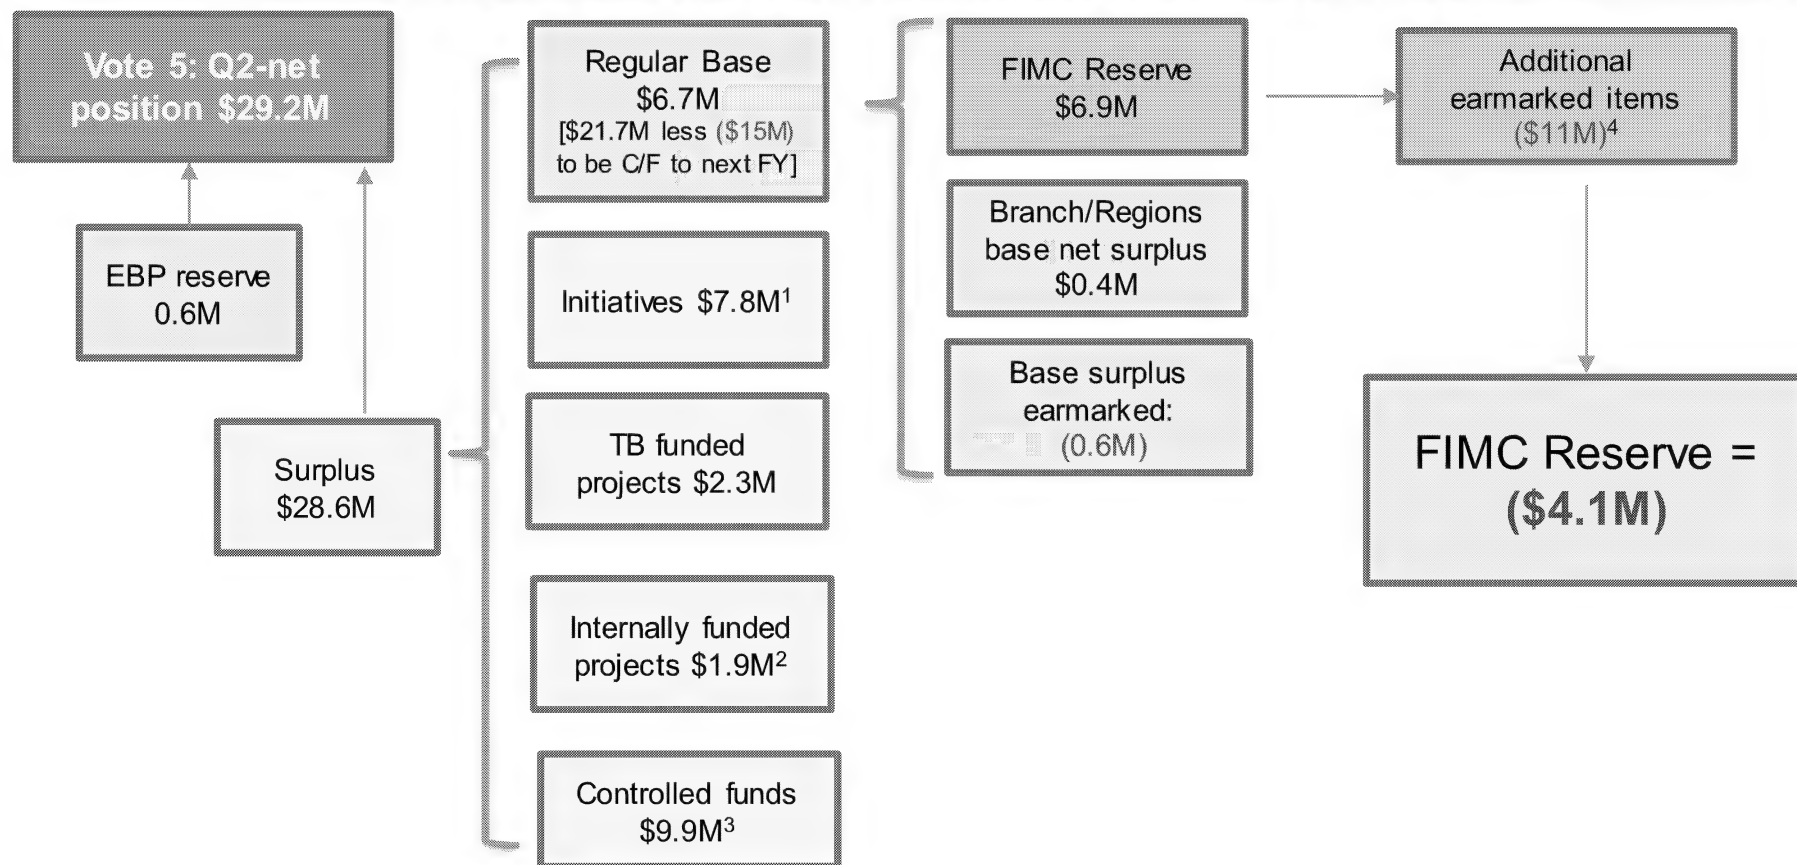 Vote 5: Q2-net
position $29.2M
EBP reserve
0.6M
Surplus
$28.6M
Regular Base
$6.7M
[$21.7M less ($15M)
to be C/F to next FY]
Initiatives $7.8M¹
TB funded
projects $2.3M
Internally funded
projects $1.9M²
Controlled funds
$9.9M³
FIMC Reserve
$6.9M
Branch/Regions
base net surplus
$0.4M
Base surplus
earmarked:
(0.6M)
Additional
earmarked items
($11M)⁴
FIMC Reserve =
($4.1M)